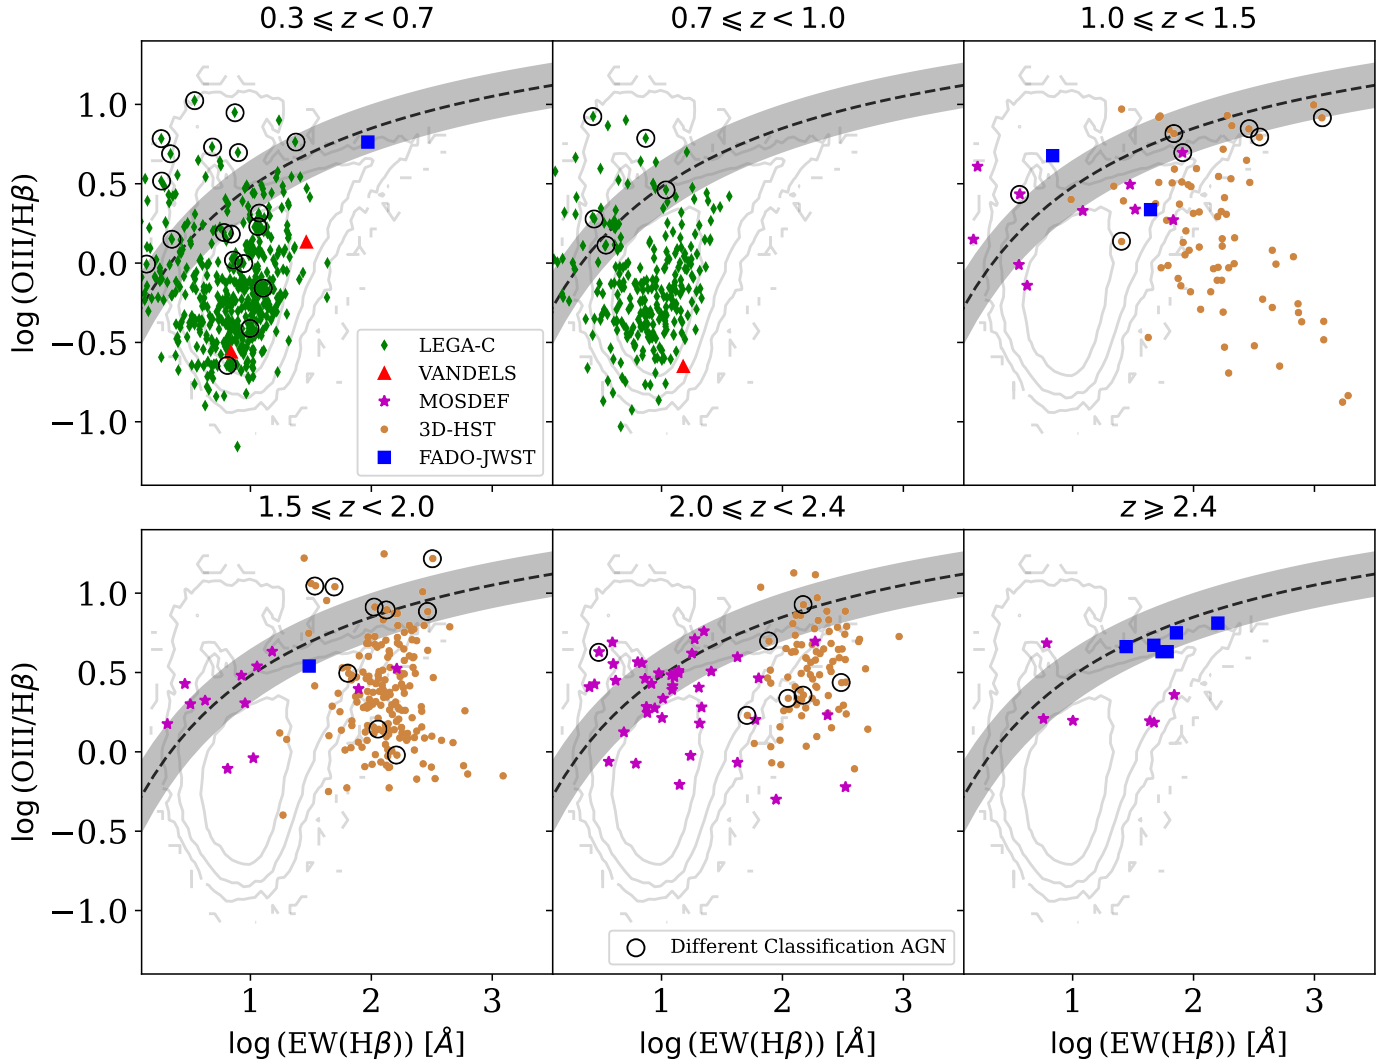 0.3 ⩽ z < 0.7
0.7 ⩽ z < 1.0
1.0 ⩽ z < 1.5
log (OIII/Hβ)
1.0
0.5
0.0
−0.5
−1.0
LEGA-C
VANDELS
MOSDEF
3D-HST
FADO-JWST
1.5 ⩽ z < 2.0
2.0 ⩽ z < 2.4
z ⩾ 2.4
log (OIII/Hβ)
1.0
0.5
0.0
−0.5
−1.0
Different Classification AGN
1 2 3
1 2 3
1 2 3
log (EW(Hβ)) [Å]
log (EW(Hβ)) [Å]
log (EW(Hβ)) [Å]